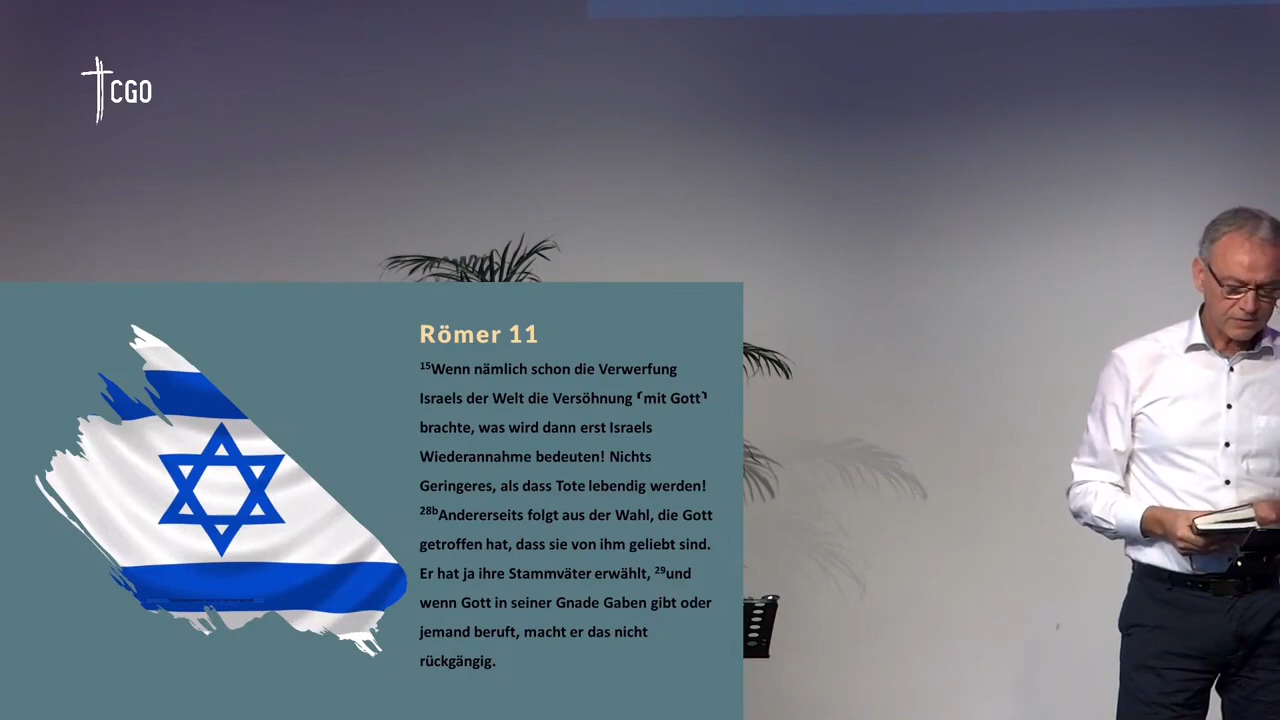 CGO
Römer 11
¹⁵Wenn nämlich schon die Verwerfung
Israels der Welt die Versöhnung ⸢mit Gott⸣
brachte, was wird dann erst Israels
Wiederannahme bedeuten! Nichts
Geringeres, als dass Tote lebendig werden!
²⁸ᵇAndererseits folgt aus der Wahl, die Gott
getroffen hat, dass sie von ihm geliebt sind.
Er hat ja ihre Stammväter erwählt, ²⁹und
wenn Gott in seiner Gnade Gaben gibt oder
jemand beruft, macht er das nicht
rückgängig.